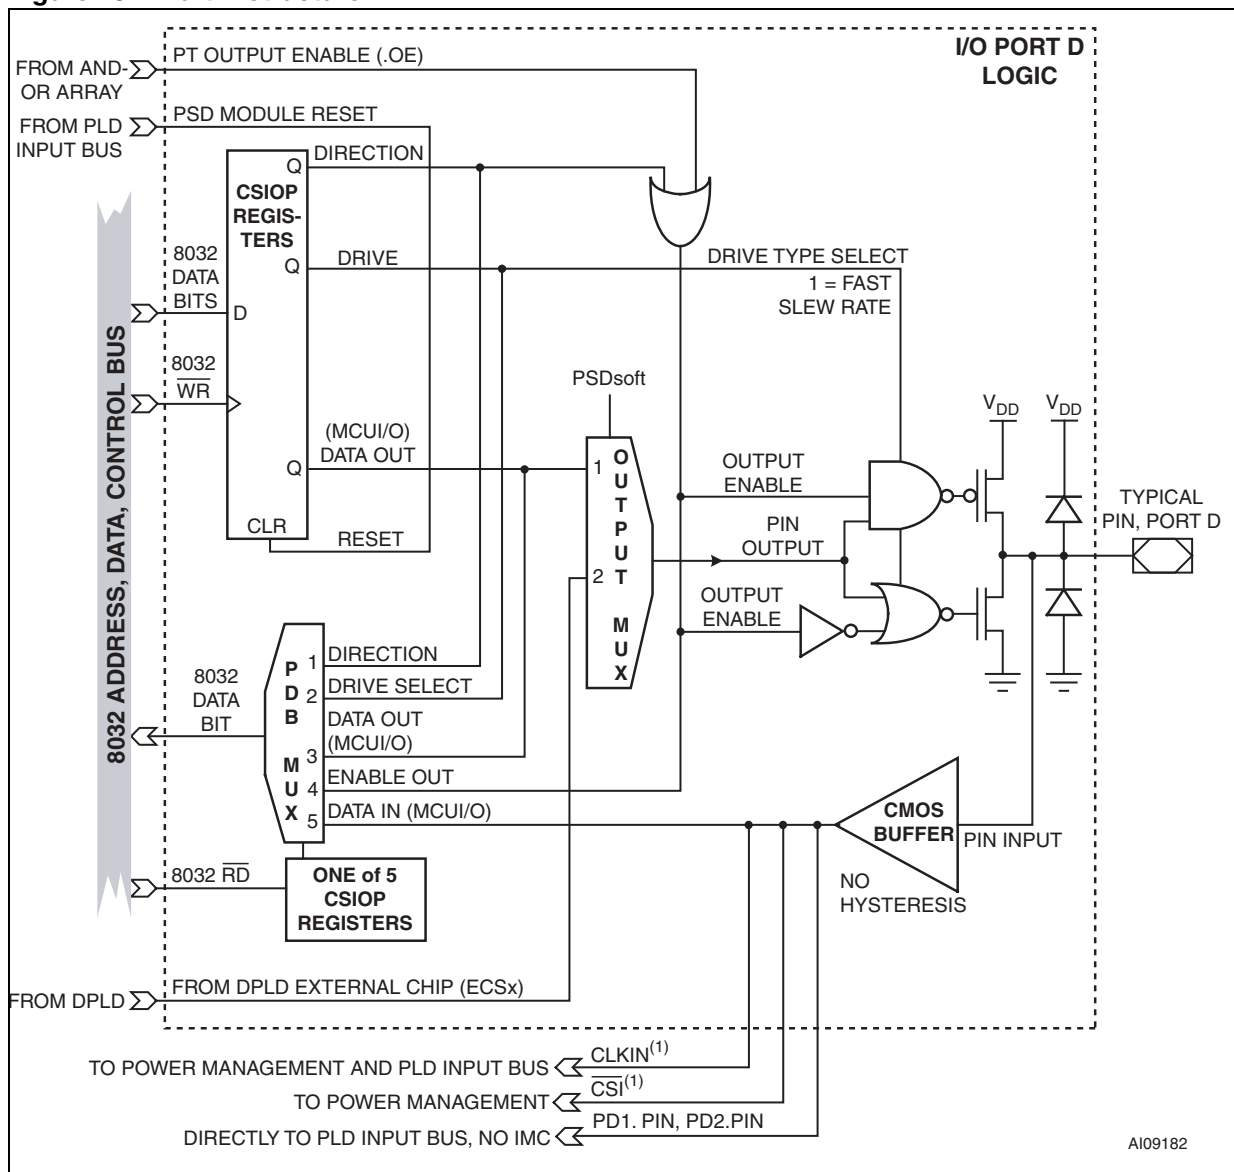 I/O PORT D
LOGIC
PT OUTPUT ENABLE (.OE)
FROM AND-
OR ARRAY
PSD MODULE RESET
FROM PLD
INPUT BUS
DIRECTION
Q
CSIOP
REGIS-
TERS
8032
DATA
BITS
Q
DRIVE
DRIVE TYPE SELECT
1 = FAST
SLEW RATE
D
8032
WR
8032 ADDRESS, DATA, CONTROL BUS
PSDsoft
(MCUI/O)
DATA OUT
Q
CLR
RESET
1
2
OUTPUT MUX
OUTPUT
ENABLE
PIN
OUTPUT
OUTPUT
ENABLE
VDD
VDD
TYPICAL
PIN, PORT D
8032
DATA
BIT
PDB MUX
1
DIRECTION
2
DRIVE SELECT
DATA OUT
(MCUI/O)
3
4
ENABLE OUT
5
DATA IN (MCUI/O)
CMOS
BUFFER
PIN INPUT
NO
HYSTERESIS
8032 RD
ONE of 5
CSIOP
REGISTERS
FROM DPLD
FROM DPLD EXTERNAL CHIP (ECSx)
TO POWER MANAGEMENT AND PLD INPUT BUS
CLKIN(1)
TO POWER MANAGEMENT
CSI(1)
DIRECTLY TO PLD INPUT BUS, NO IMC
PD1. PIN, PD2.PIN
AI09182